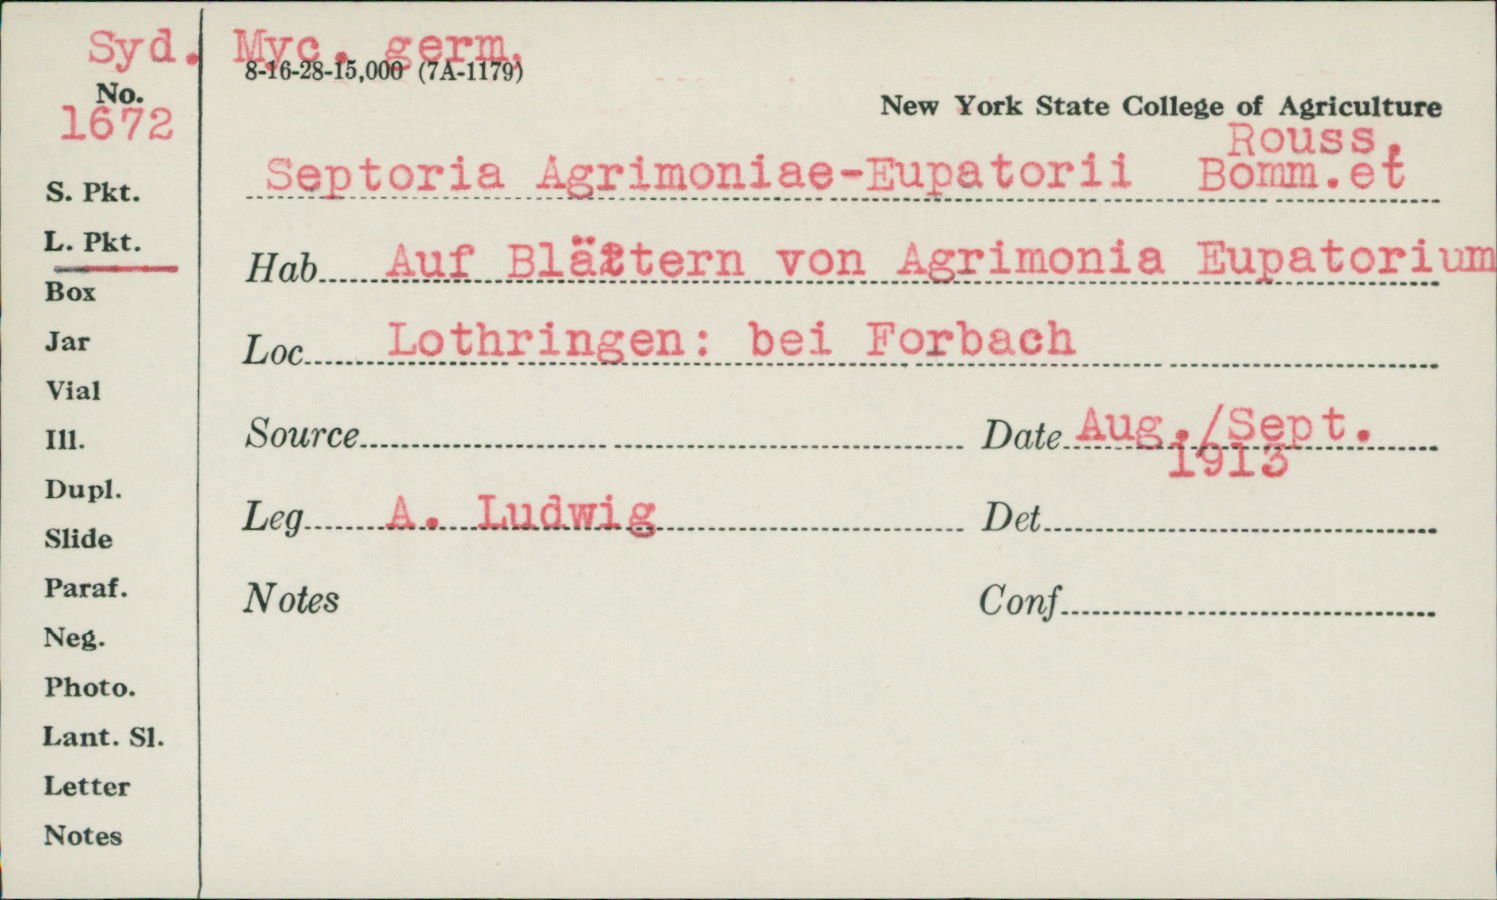 Syd. Myc. germ.
8-16-28-15,000 (7A-1179)
No.
1672
New York State College of Agriculture
Rouss.
Septoria Agrimoniae-Eupatorii Bomm.et
S. Pkt.
L. Pkt.
Hab. Auf Blättern von Agrimonia Eupatorium
Box
Jar
Loc. Lothringen: bei Forbach
Vial
Ill.
Source Date Aug./Sept.
1913
Dupl.
Leg. A. Ludwig Det.
Slide
Paraf.
Notes Conf.
Neg.
Photo.
Lant. Sl.
Letter
Notes